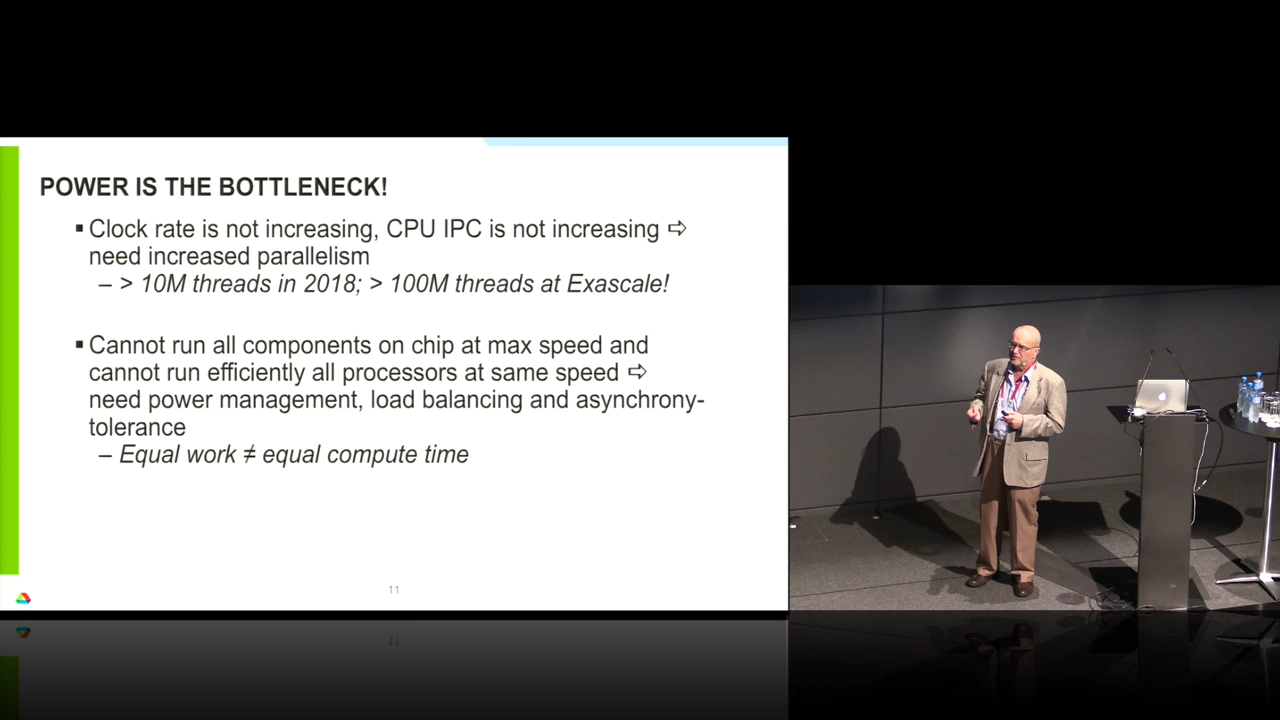 POWER IS THE BOTTLENECK!
▪ Clock rate is not increasing, CPU IPC is not increasing ⇨
need increased parallelism
– > 10M threads in 2018; > 100M threads at Exascale!
▪ Cannot run all components on chip at max speed and
cannot run efficiently all processors at same speed ⇨
need power management, load balancing and asynchrony-
tolerance
– Equal work ≠ equal compute time
11